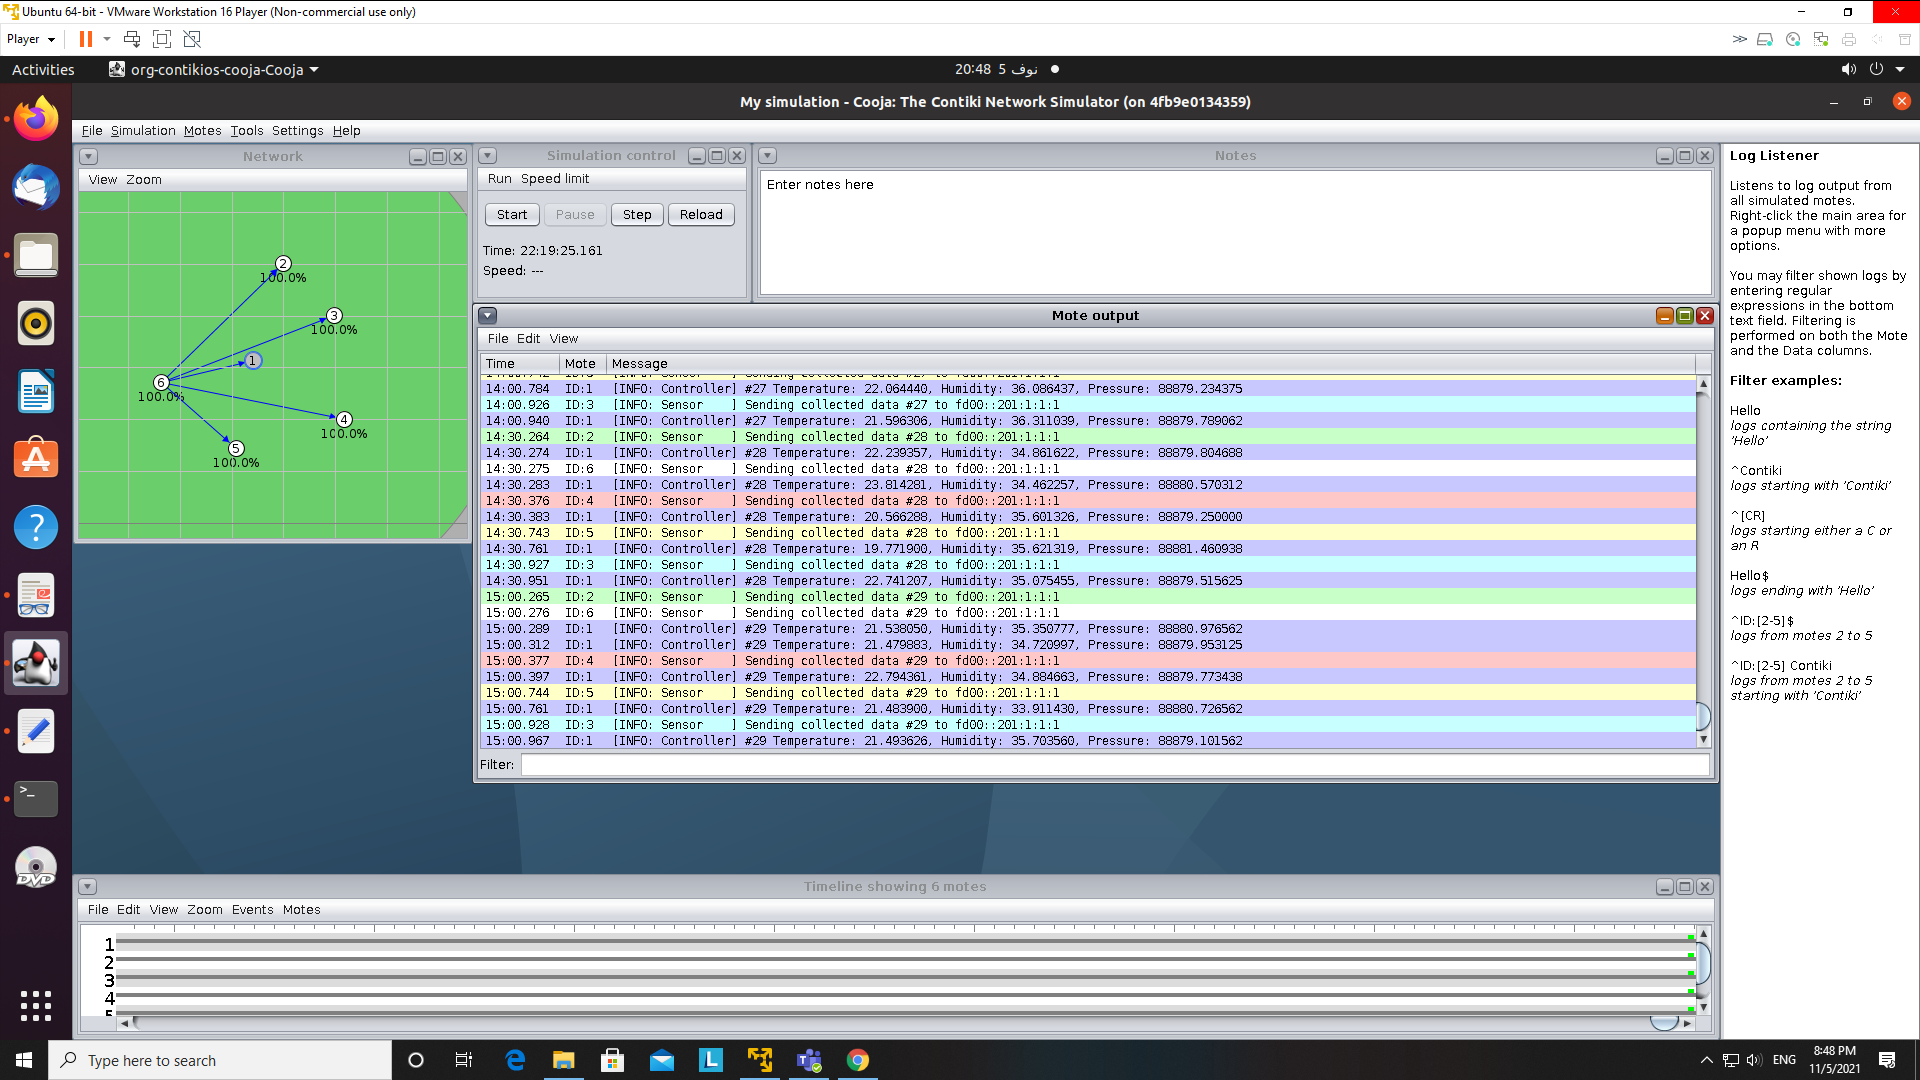 Ubuntu 64-bit - VMware Workstation 16 Player (Non-commercial use only)
Player
Activities
org-contikios-cooja-Cooja
20:48 5 نوف
My simulation - Cooja: The Contiki Network Simulator (on 4fb9e0134359)
File Simulation Motes Tools Settings Help
Network
View Zoom
2
100.0%
3
100.0%
1
6
100.0%
4
100.0%
5
100.0%
Simulation control
Run Speed limit
Start Pause Step Reload
Time: 22:19:25.161
Speed: ---
Notes
Enter notes here
Mote output
File Edit View
Time Mote Message
14:00.784 ID:1 [INFO: Controller] #27 Temperature: 22.064440, Humidity: 36.086437, Pressure: 88879.234375
14:00.926 ID:3 [INFO: Sensor ] Sending collected data #27 to fd00::201:1:1:1
14:00.940 ID:1 [INFO: Controller] #27 Temperature: 21.596306, Humidity: 36.311039, Pressure: 88879.789062
14:30.264 ID:2 [INFO: Sensor ] Sending collected data #28 to fd00::201:1:1:1
14:30.274 ID:1 [INFO: Controller] #28 Temperature: 22.239357, Humidity: 34.861622, Pressure: 88879.804688
14:30.275 ID:6 [INFO: Sensor ] Sending collected data #28 to fd00::201:1:1:1
14:30.283 ID:1 [INFO: Controller] #28 Temperature: 23.814281, Humidity: 34.462257, Pressure: 88880.570312
14:30.376 ID:4 [INFO: Sensor ] Sending collected data #28 to fd00::201:1:1:1
14:30.383 ID:1 [INFO: Controller] #28 Temperature: 20.566288, Humidity: 35.601326, Pressure: 88879.250000
14:30.743 ID:5 [INFO: Sensor ] Sending collected data #28 to fd00::201:1:1:1
14:30.761 ID:1 [INFO: Controller] #28 Temperature: 19.771900, Humidity: 35.621319, Pressure: 88881.460938
14:30.927 ID:3 [INFO: Sensor ] Sending collected data #28 to fd00::201:1:1:1
14:30.951 ID:1 [INFO: Controller] #28 Temperature: 22.741207, Humidity: 35.075455, Pressure: 88879.515625
15:00.265 ID:2 [INFO: Sensor ] Sending collected data #29 to fd00::201:1:1:1
15:00.276 ID:6 [INFO: Sensor ] Sending collected data #29 to fd00::201:1:1:1
15:00.289 ID:1 [INFO: Controller] #29 Temperature: 21.538050, Humidity: 35.350777, Pressure: 88880.976562
15:00.312 ID:1 [INFO: Controller] #29 Temperature: 21.479883, Humidity: 34.720997, Pressure: 88879.953125
15:00.377 ID:4 [INFO: Sensor ] Sending collected data #29 to fd00::201:1:1:1
15:00.397 ID:1 [INFO: Controller] #29 Temperature: 22.794361, Humidity: 34.884663, Pressure: 88879.773438
15:00.744 ID:5 [INFO: Sensor ] Sending collected data #29 to fd00::201:1:1:1
15:00.761 ID:1 [INFO: Controller] #29 Temperature: 21.483900, Humidity: 33.911430, Pressure: 88880.726562
15:00.928 ID:3 [INFO: Sensor ] Sending collected data #29 to fd00::201:1:1:1
15:00.967 ID:1 [INFO: Controller] #29 Temperature: 21.493626, Humidity: 35.703560, Pressure: 88879.101562
Filter:
Log Listener
Listens to log output from
all simulated motes.
Right-click the main area for
a popup menu with more
options.
You may filter shown logs by
entering regular
expressions in the bottom
text field. Filtering is
performed on both the Mote
and the Data columns.
Filter examples:
Hello
logs containing the string
'Hello'
^Contiki
logs starting with 'Contiki'
^[CR]
logs starting either a C or
an R
Hello$
logs ending with 'Hello'
^ID:[2-5]$
logs from motes 2 to 5
^ID:[2-5] Contiki
logs from motes 2 to 5
starting with 'Contiki'
Timeline showing 6 motes
File Edit View Zoom Events Motes
1
2
3
4
5
DVD
Type here to search
ENG
8:48 PM
11/5/2021